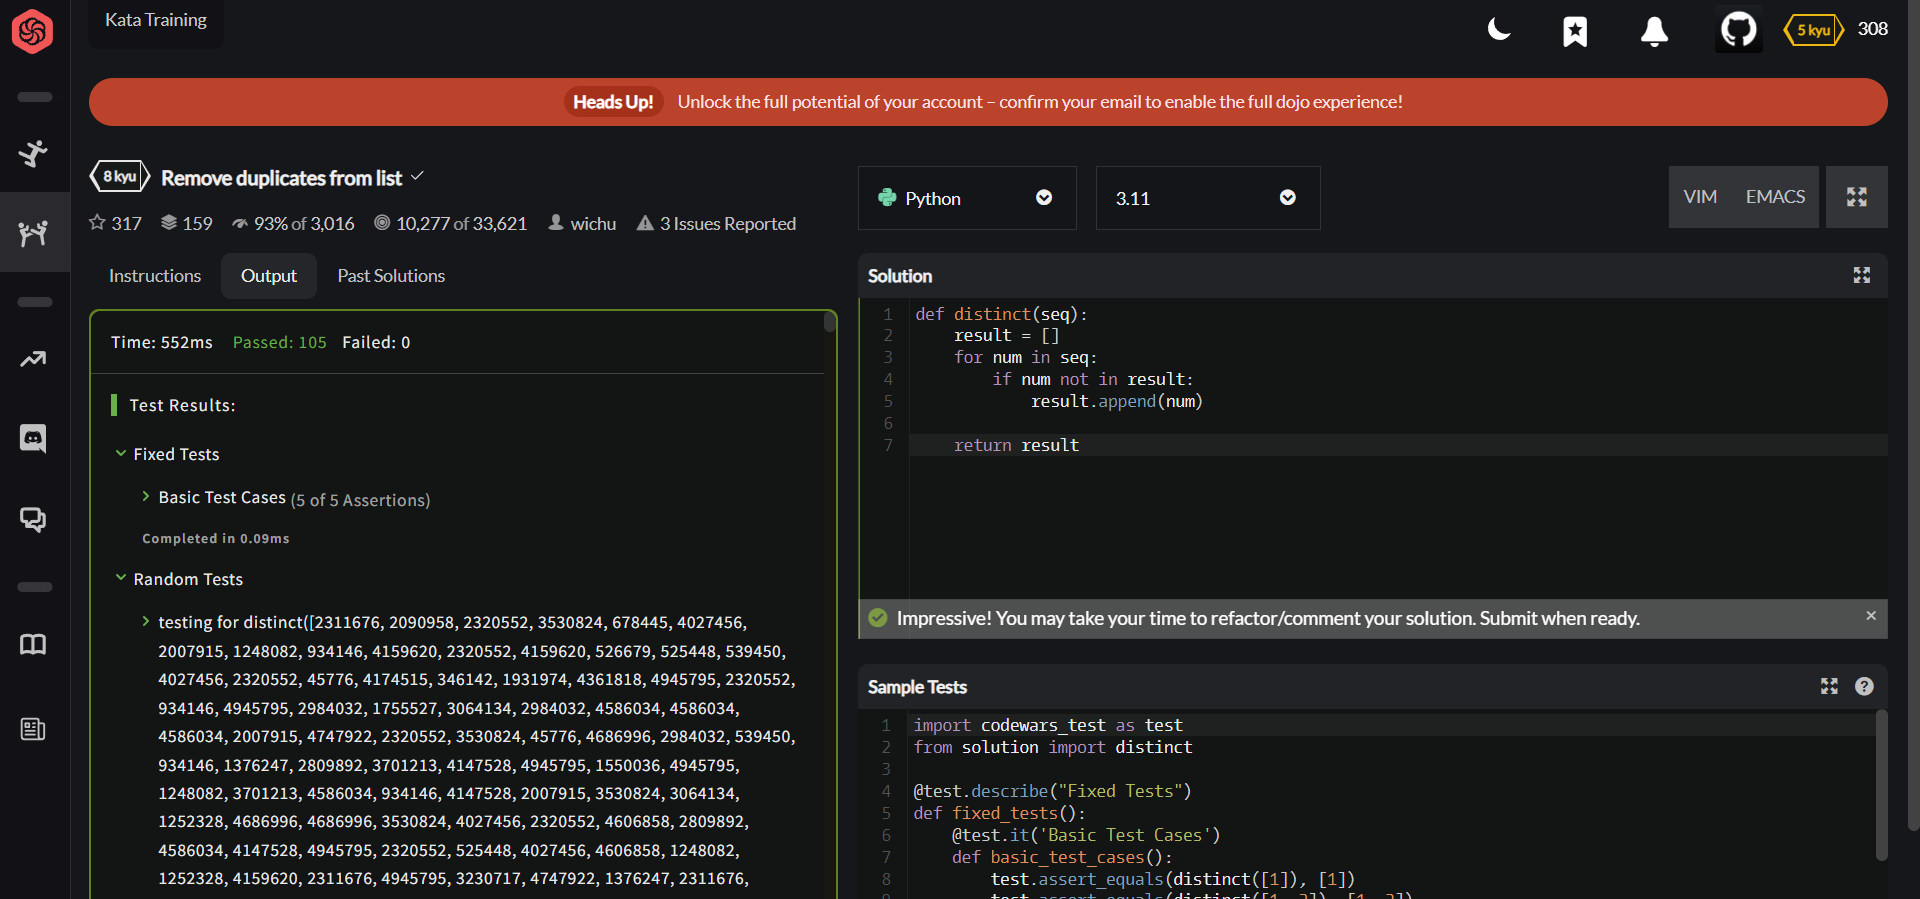 Kata Training
5 kyu 308
Heads Up! Unlock the full potential of your account – confirm your email to enable the full dojo experience!
8 kyu Remove duplicates from list
317 159 93% of 3,016 10,277 of 33,621 wichu 3 Issues Reported
Python 3.11 VIM EMACS
Instructions Output Past Solutions
Time: 552ms Passed: 105 Failed: 0
Test Results:
Fixed Tests
Basic Test Cases (5 of 5 Assertions)
Completed in 0.09ms
Random Tests
testing for distinct([2311676, 2090958, 2320552, 3530824, 678445, 4027456,
2007915, 1248082, 934146, 4159620, 2320552, 4159620, 526679, 525448, 539450,
4027456, 2320552, 45776, 4174515, 346142, 1931974, 4361818, 4945795, 2320552,
934146, 4945795, 2984032, 1755527, 3064134, 2984032, 4586034, 4586034,
4586034, 2007915, 4747922, 2320552, 3530824, 45776, 4686996, 2984032, 539450,
934146, 1376247, 2809892, 3701213, 4147528, 4945795, 1550036, 4945795,
1248082, 3701213, 4586034, 934146, 4147528, 2007915, 3530824, 3064134,
1252328, 4686996, 4686996, 3530824, 4027456, 2320552, 4606858, 2809892,
4586034, 4147528, 4945795, 2320552, 525448, 4027456, 4606858, 1248082,
1252328, 4159620, 2311676, 4945795, 3230717, 4747922, 1376247, 2311676,
Solution
1 def distinct(seq):
2 result = []
3 for num in seq:
4 if num not in result:
5 result.append(num)
6
7 return result
Impressive! You may take your time to refactor/comment your solution. Submit when ready.
Sample Tests
1 import codewars_test as test
2 from solution import distinct
3
4 @test.describe("Fixed Tests")
5 def fixed_tests():
6 @test.it('Basic Test Cases')
7 def basic_test_cases():
8 test.assert_equals(distinct([1]), [1])